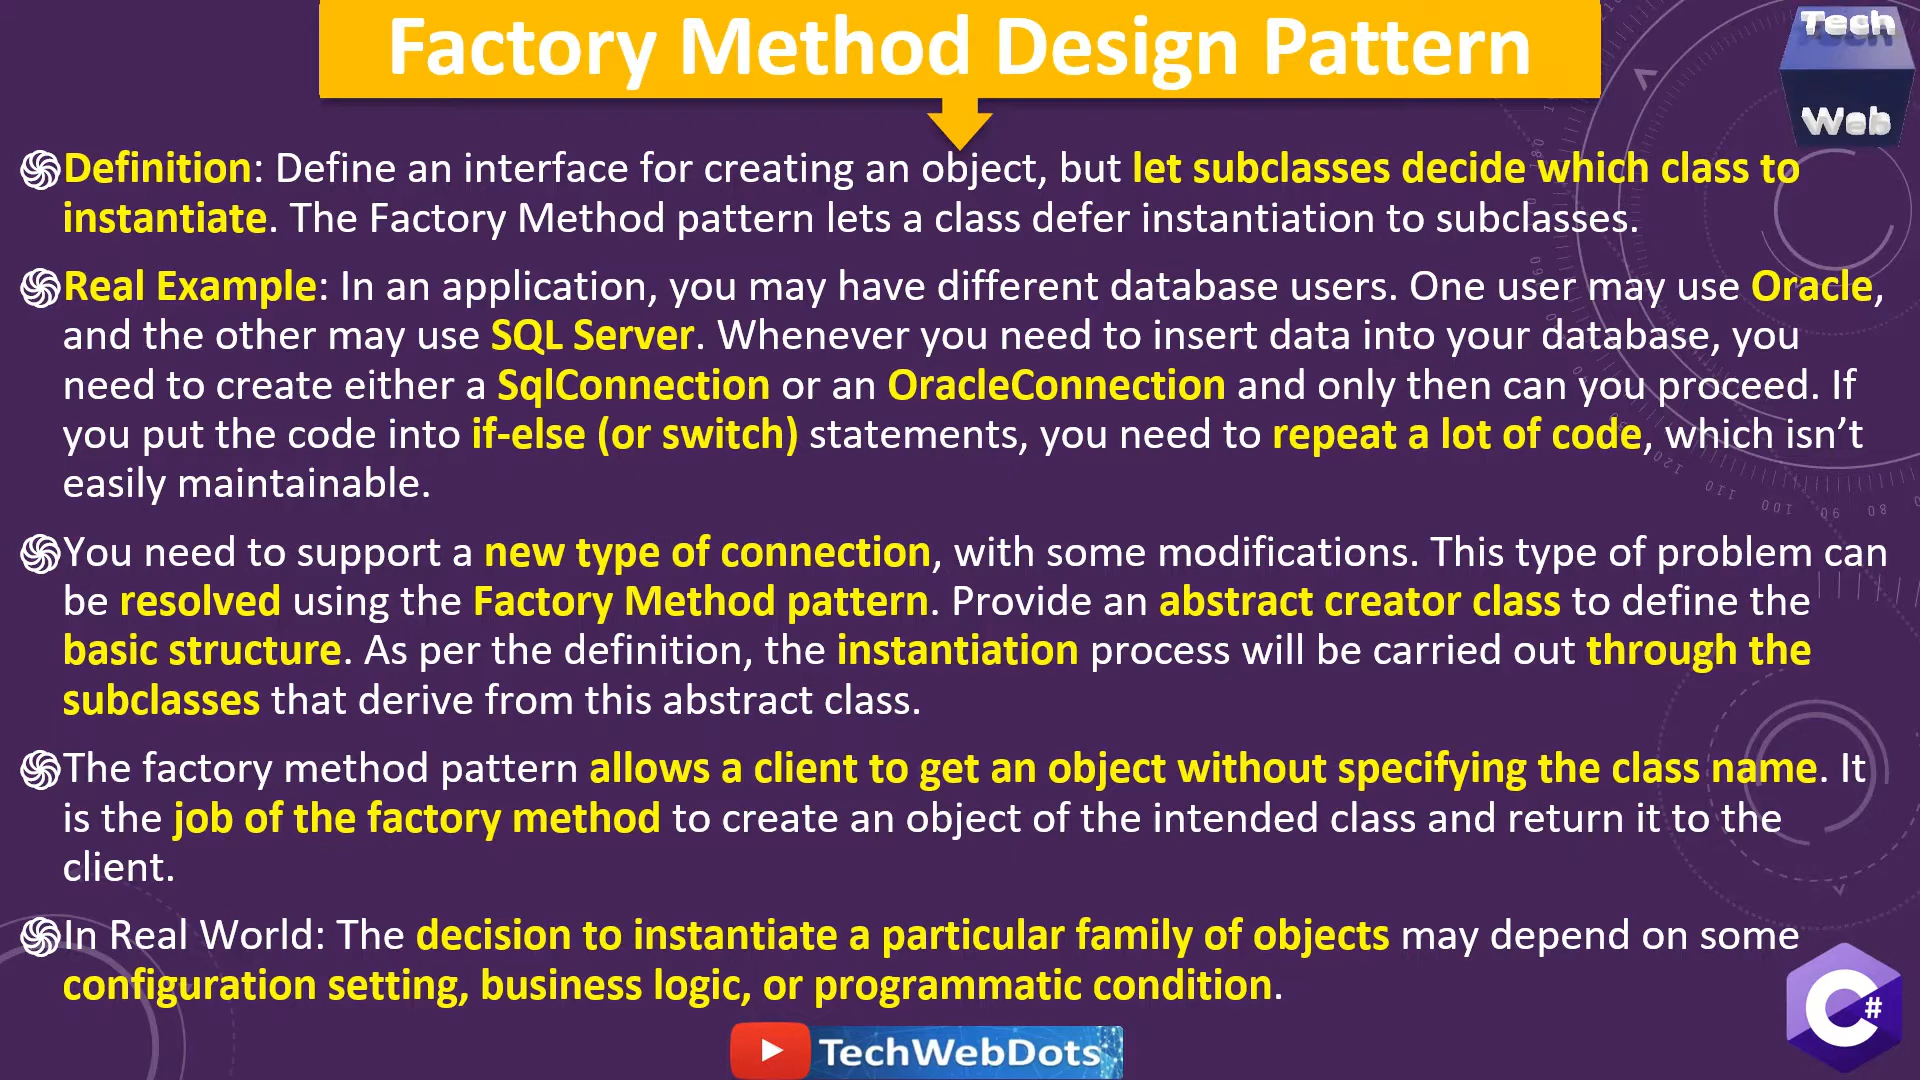 Factory Method Design Pattern
Tech
Web
Definition: Define an interface for creating an object, but let subclasses decide which class to
instantiate. The Factory Method pattern lets a class defer instantiation to subclasses.
Real Example: In an application, you may have different database users. One user may use Oracle,
and the other may use SQL Server. Whenever you need to insert data into your database, you
need to create either a SqlConnection or an OracleConnection and only then can you proceed. If
you put the code into if-else (or switch) statements, you need to repeat a lot of code, which isn’t
easily maintainable.
You need to support a new type of connection, with some modifications. This type of problem can
be resolved using the Factory Method pattern. Provide an abstract creator class to define the
basic structure. As per the definition, the instantiation process will be carried out through the
subclasses that derive from this abstract class.
The factory method pattern allows a client to get an object without specifying the class name. It
is the job of the factory method to create an object of the intended class and return it to the
client.
In Real World: The decision to instantiate a particular family of objects may depend on some
configuration setting, business logic, or programmatic condition.
C#
TechWebDots